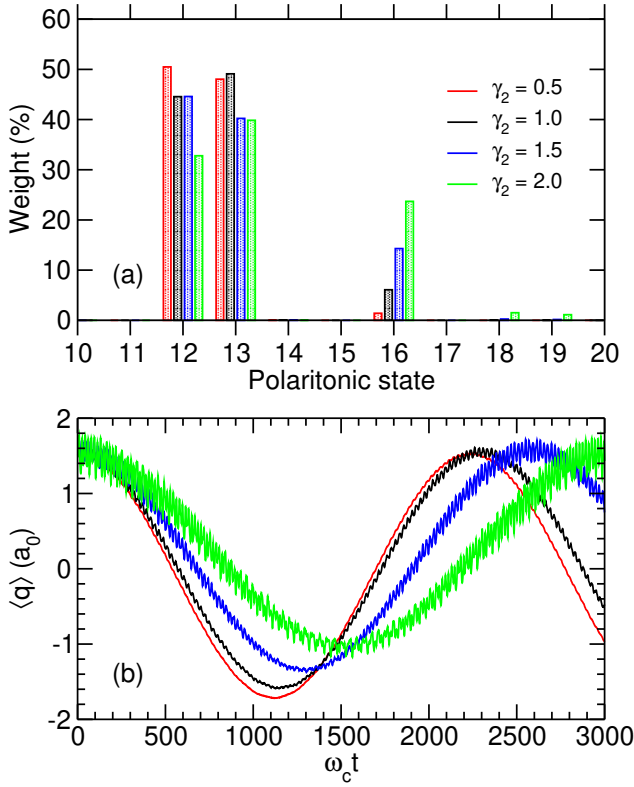 60
50
40
30
20
10
0
Weight (%)
γ2 = 0.5
γ2 = 1.0
γ2 = 1.5
γ2 = 2.0
(a)
10 11 12 13 14 15 16 17 18 19 20
Polaritonic state
2
1
0
-1
-2
⟨q⟩ (a0)
(b)
0 500 1000 1500 2000 2500 3000
ωct